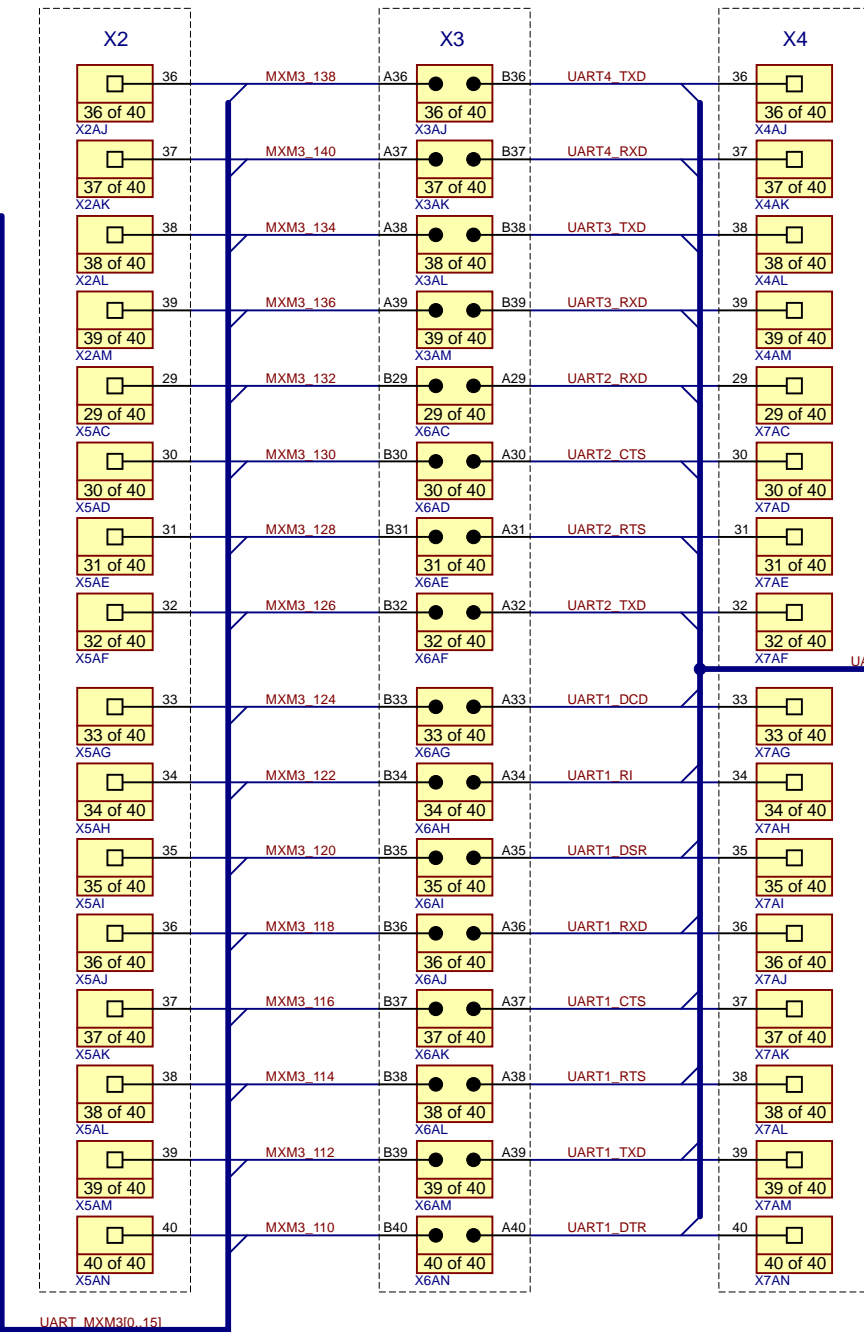 X2 X3 X4
36 MXM3_138 A36 B36 UART4_TXD 36
36 of 40 36 of 40 36 of 40
X2AJ X3AJ X4AJ
37 MXM3_140 A37 B37 UART4_RXD 37
37 of 40 37 of 40 37 of 40
X2AK X3AK X4AK
38 MXM3_134 A38 B38 UART3_TXD 38
38 of 40 38 of 40 38 of 40
X2AL X3AL X4AL
39 MXM3_136 A39 B39 UART3_RXD 39
39 of 40 39 of 40 39 of 40
X2AM X3AM X4AM
29 MXM3_132 B29 A29 UART2_RXD 29
29 of 40 29 of 40 29 of 40
X5AC X6AC X7AC
30 MXM3_130 B30 A30 UART2_CTS 30
30 of 40 30 of 40 30 of 40
X5AD X6AD X7AD
31 MXM3_128 B31 A31 UART2_RTS 31
31 of 40 31 of 40 31 of 40
X5AE X6AE X7AE
32 MXM3_126 B32 A32 UART2_TXD 32
32 of 40 32 of 40 32 of 40
X5AF X6AF X7AF
33 MXM3_124 B33 A33 UART1_DCD 33
33 of 40 33 of 40 33 of 40
X5AG X6AG X7AG
34 MXM3_122 B34 A34 UART1_RI 34
34 of 40 34 of 40 34 of 40
X5AH X6AH X7AH
35 MXM3_120 B35 A35 UART1_DSR 35
35 of 40 35 of 40 35 of 40
X5AI X6AI X7AI
36 MXM3_118 B36 A36 UART1_RXD 36
36 of 40 36 of 40 36 of 40
X5AJ X6AJ X7AJ
37 MXM3_116 B37 A37 UART1_CTS 37
37 of 40 37 of 40 37 of 40
X5AK X6AK X7AK
38 MXM3_114 B38 A38 UART1_RTS 38
38 of 40 38 of 40 38 of 40
X5AL X6AL X7AL
39 MXM3_112 B39 A39 UART1_TXD 39
39 of 40 39 of 40 39 of 40
X5AM X6AM X7AM
40 MXM3_110 B40 A40 UART1_DTR 40
40 of 40 40 of 40 40 of 40
X5AN X6AN X7AN
UART_MXM3[0..15]